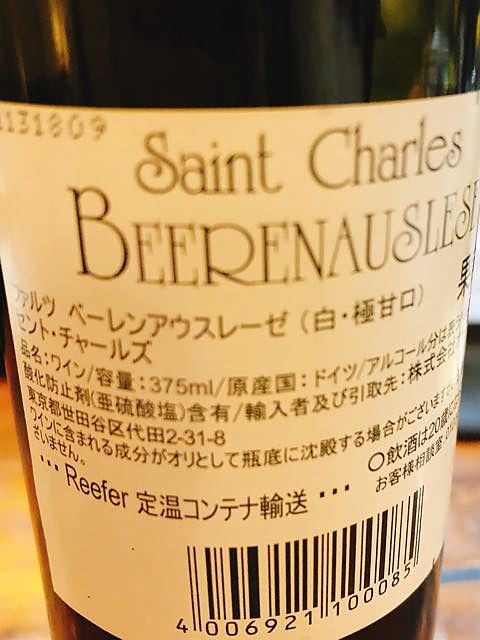 1131809
Saint Charles
BEERENAUSLESE
ファルツ ベーレンアウスレーゼ (白・極甘口)
セント・チャールズ
品名:ワイン/容量:375ml/原産国:ドイツ/アルコール分は表
酸化防止剤(亜硫酸塩)含有/輸入者及び引取先:株式会社
東京都世田谷区代田2-31-8
ワインに含まれる成分がオリとして瓶底に沈殿する場合がございます
ざいません。
〇飲酒は20歳に
お客様相談室
••• Reefer 定温コンテナ輸送 •••
4 006921 100085